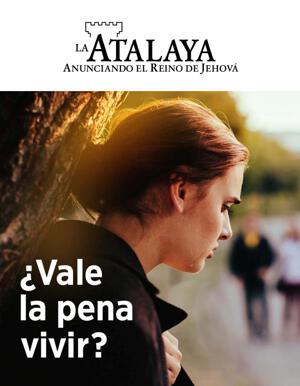 LA ATALAYA
ANUNCIANDO EL REINO DE JEHOVÁ
¿Vale
la pena
vivir?